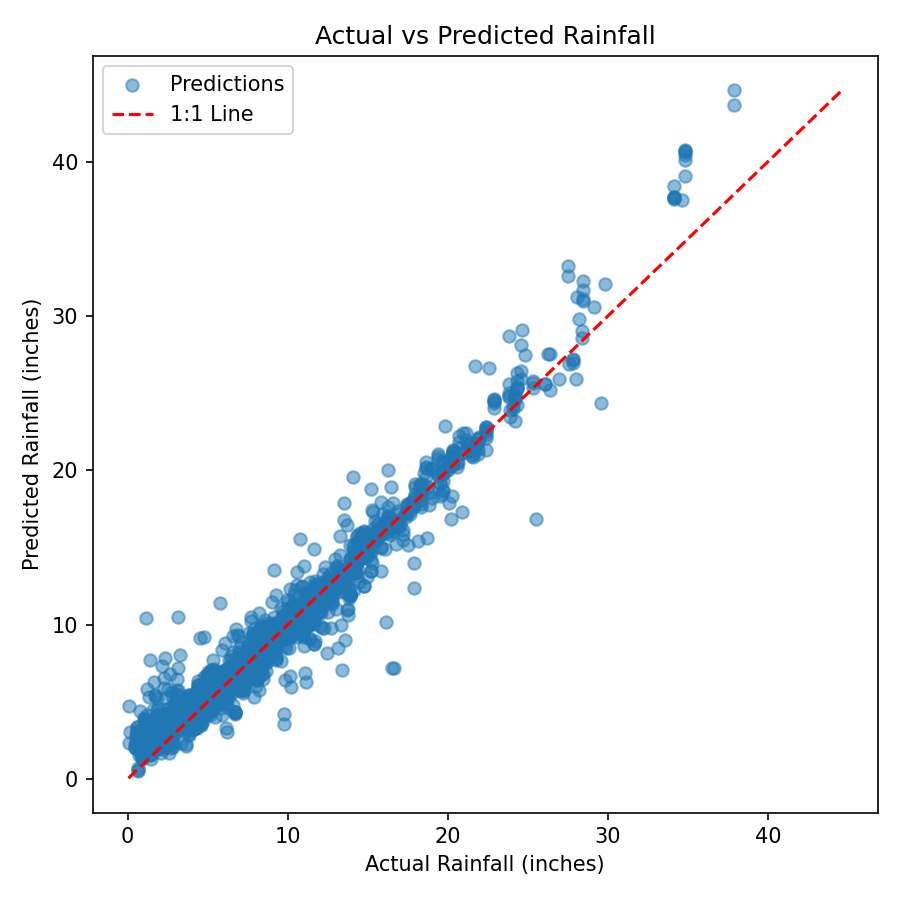 Actual vs Predicted Rainfall
Predictions
1:1 Line
Predicted Rainfall (inches)
40
30
20
10
0
0 10 20 30 40
Actual Rainfall (inches)